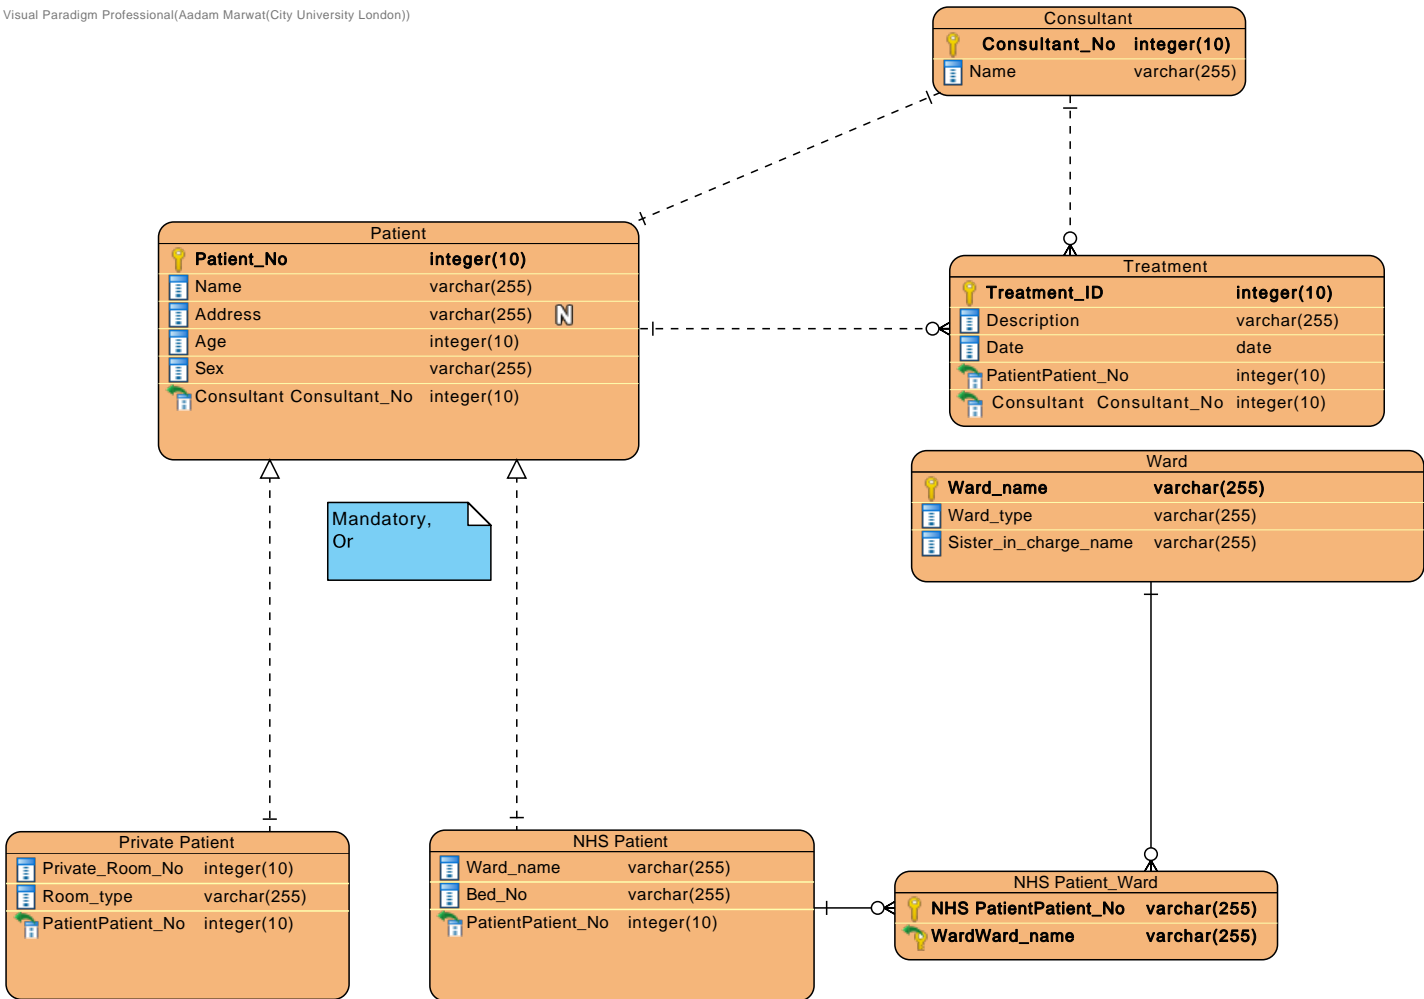 Visual Paradigm Professional(Aadam Marwat(City University London))
Consultant
Consultant_No integer(10)
Name varchar(255)
Patient
Patient_No integer(10)
Name varchar(255)
Address varchar(255) N
Age integer(10)
Sex varchar(255)
Consultant Consultant_No integer(10)
Treatment
Treatment_ID integer(10)
Description varchar(255)
Date date
PatientPatient_No integer(10)
Consultant Consultant_No integer(10)
Ward
Ward_name varchar(255)
Ward_type varchar(255)
Sister_in_charge_name varchar(255)
Mandatory,
Or
Private Patient
Private_Room_No integer(10)
Room_type varchar(255)
PatientPatient_No integer(10)
NHS Patient
Ward_name varchar(255)
Bed_No varchar(255)
PatientPatient_No integer(10)
NHS Patient_Ward
NHS PatientPatient_No varchar(255)
WardWard_name varchar(255)